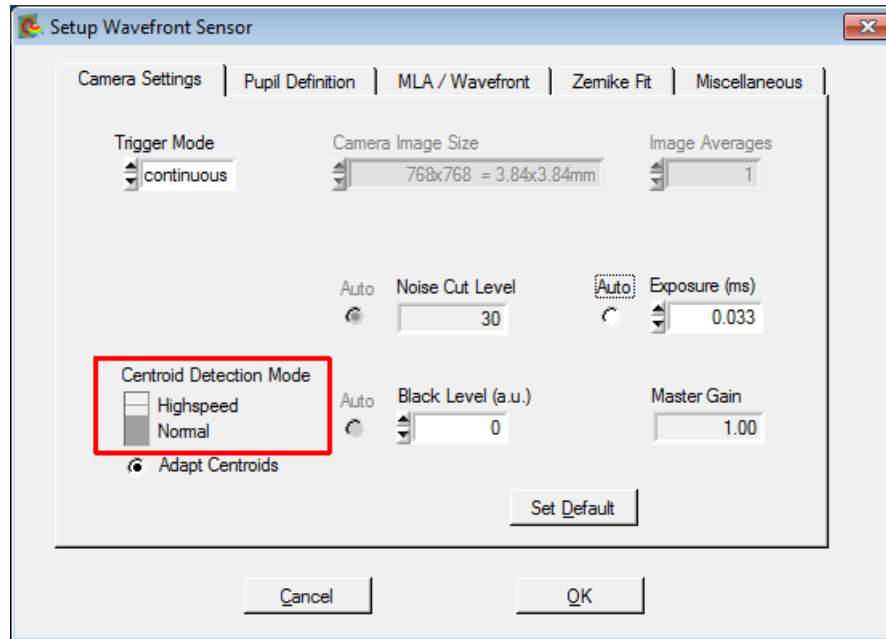 Setup Wavefront Sensor
Camera Settings
Pupil Definition
MLA / Wavefront
Zernike Fit
Miscellaneous
Trigger Mode
Camera Image Size
Image Averages
continuous
768x768 = 3.84x3.84mm
1
Auto
Noise Cut Level
Auto
Exposure (ms)
30
0.033
Centroid Detection Mode
Highspeed
Normal
Auto
Black Level (a.u.)
Master Gain
0
1.00
Adapt Centroids
Set Default
Cancel
OK